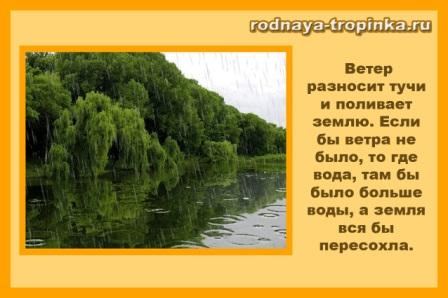 rodnaya-tropinka.ru
Ветер
разносит тучи
и поливает
землю. Если
бы ветра не
было, то где
вода, там бы
было больше
воды, а земля
вся бы
пересохла.